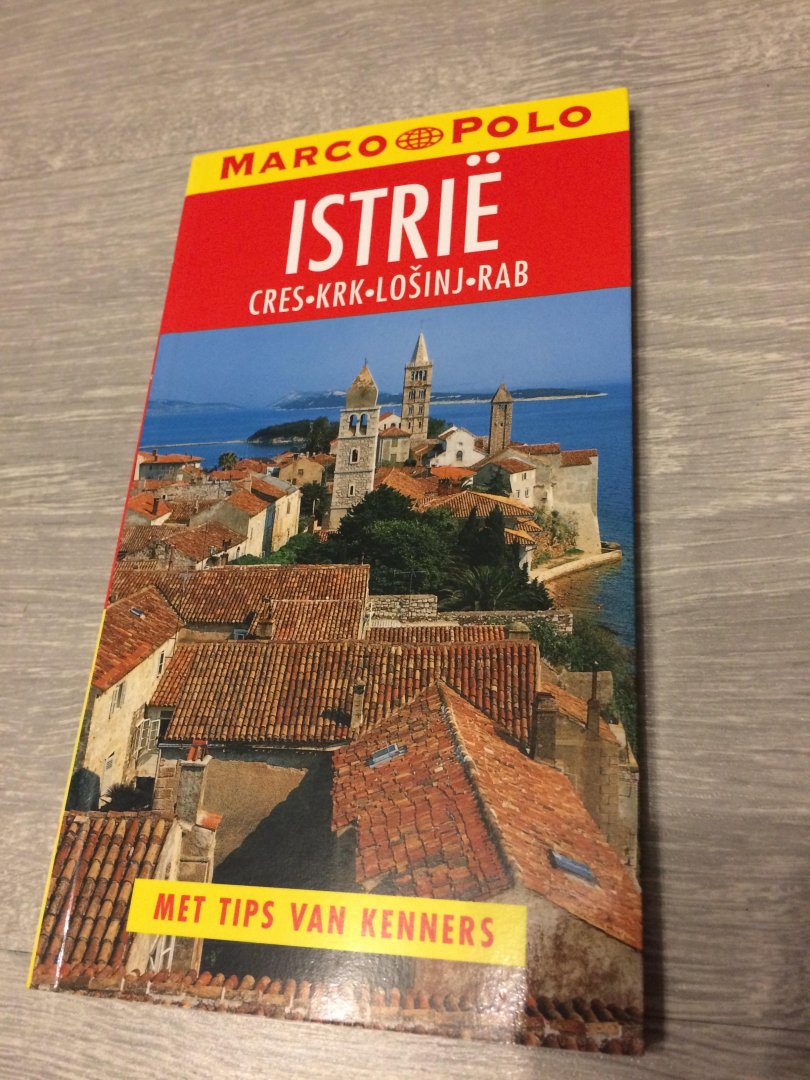 MARCO POLO
ISTRIË
CRES•KRK•LOŠINJ•RAB
MET TIPS VAN KENNERS